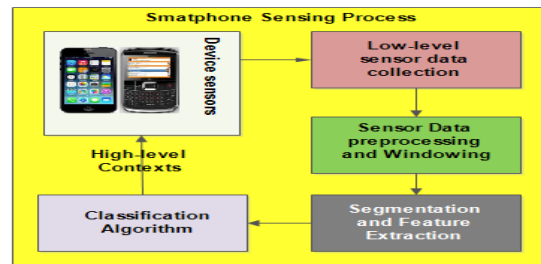 Smatphone Sensing Process
Device sensors
Low-level
sensor data
collection
Sensor Data
preprocessing
and Windowing
Segmentation
and Feature
Extraction
Classification
Algorithm
High-level
Contexts